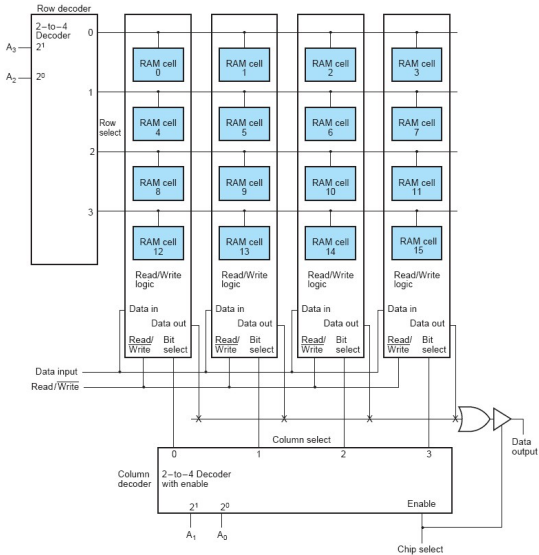 Row decoder
2–to–4
Decoder
A3
2¹
A2
2⁰
0
1
2
3
Row
select
RAM cell
0
RAM cell
1
RAM cell
2
RAM cell
3
RAM cell
4
RAM cell
5
RAM cell
6
RAM cell
7
RAM cell
8
RAM cell
9
RAM cell
10
RAM cell
11
RAM cell
12
RAM cell
13
RAM cell
14
RAM cell
15
Read/Write
logic
Read/Write
logic
Read/Write
logic
Read/Write
logic
Data in
Data in
Data in
Data in
Data out
Data out
Data out
Data out
Read/
Write
Bit
select
Read/
Write
Bit
select
Read/
Write
Bit
select
Read/
Write
Bit
select
Data input
Read/Write
Column select
0
1
2
3
Column
decoder
2–to–4 Decoder
with enable
2¹
2⁰
Enable
A1
A0
Chip select
Data
output